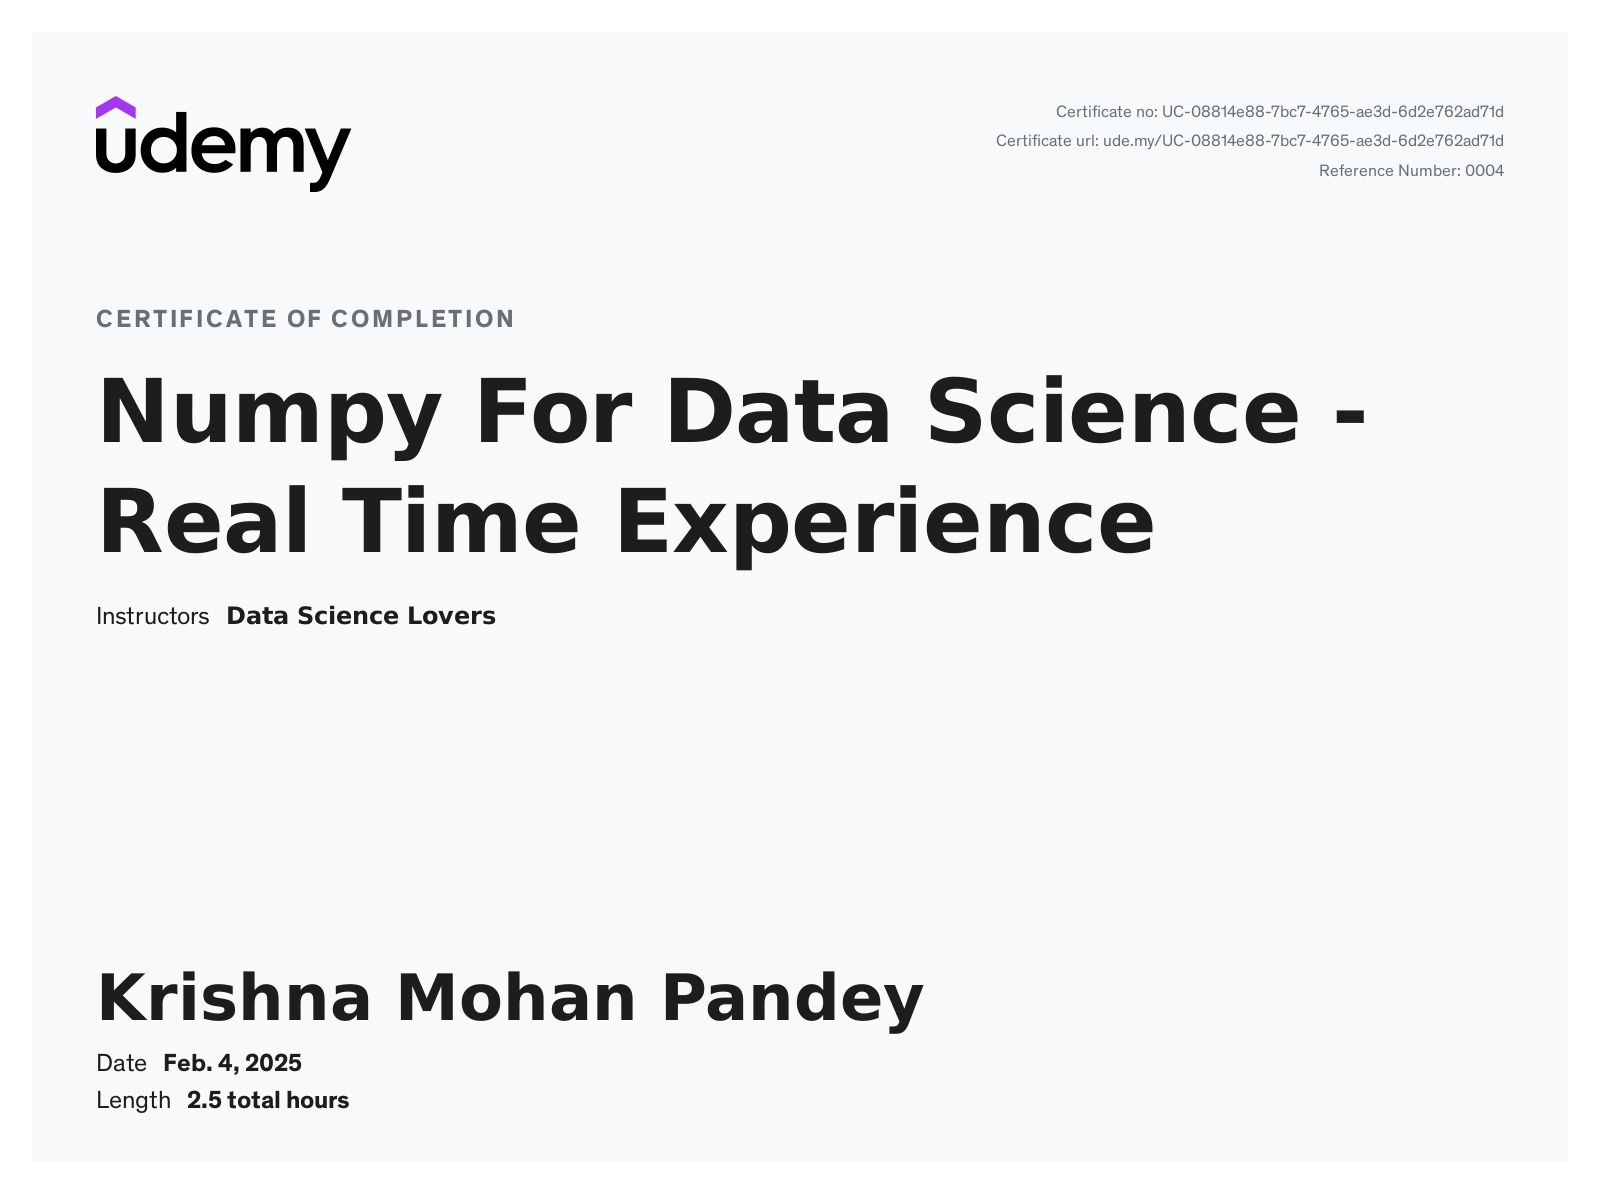 udemy
Certificate no: UC-08814e88-7bc7-4765-ae3d-6d2e762ad71d
Certificate url: ude.my/UC-08814e88-7bc7-4765-ae3d-6d2e762ad71d
Reference Number: 0004
CERTIFICATE OF COMPLETION
Numpy For Data Science -
Real Time Experience
Instructors Data Science Lovers
Krishna Mohan Pandey
Date Feb. 4, 2025
Length 2.5 total hours